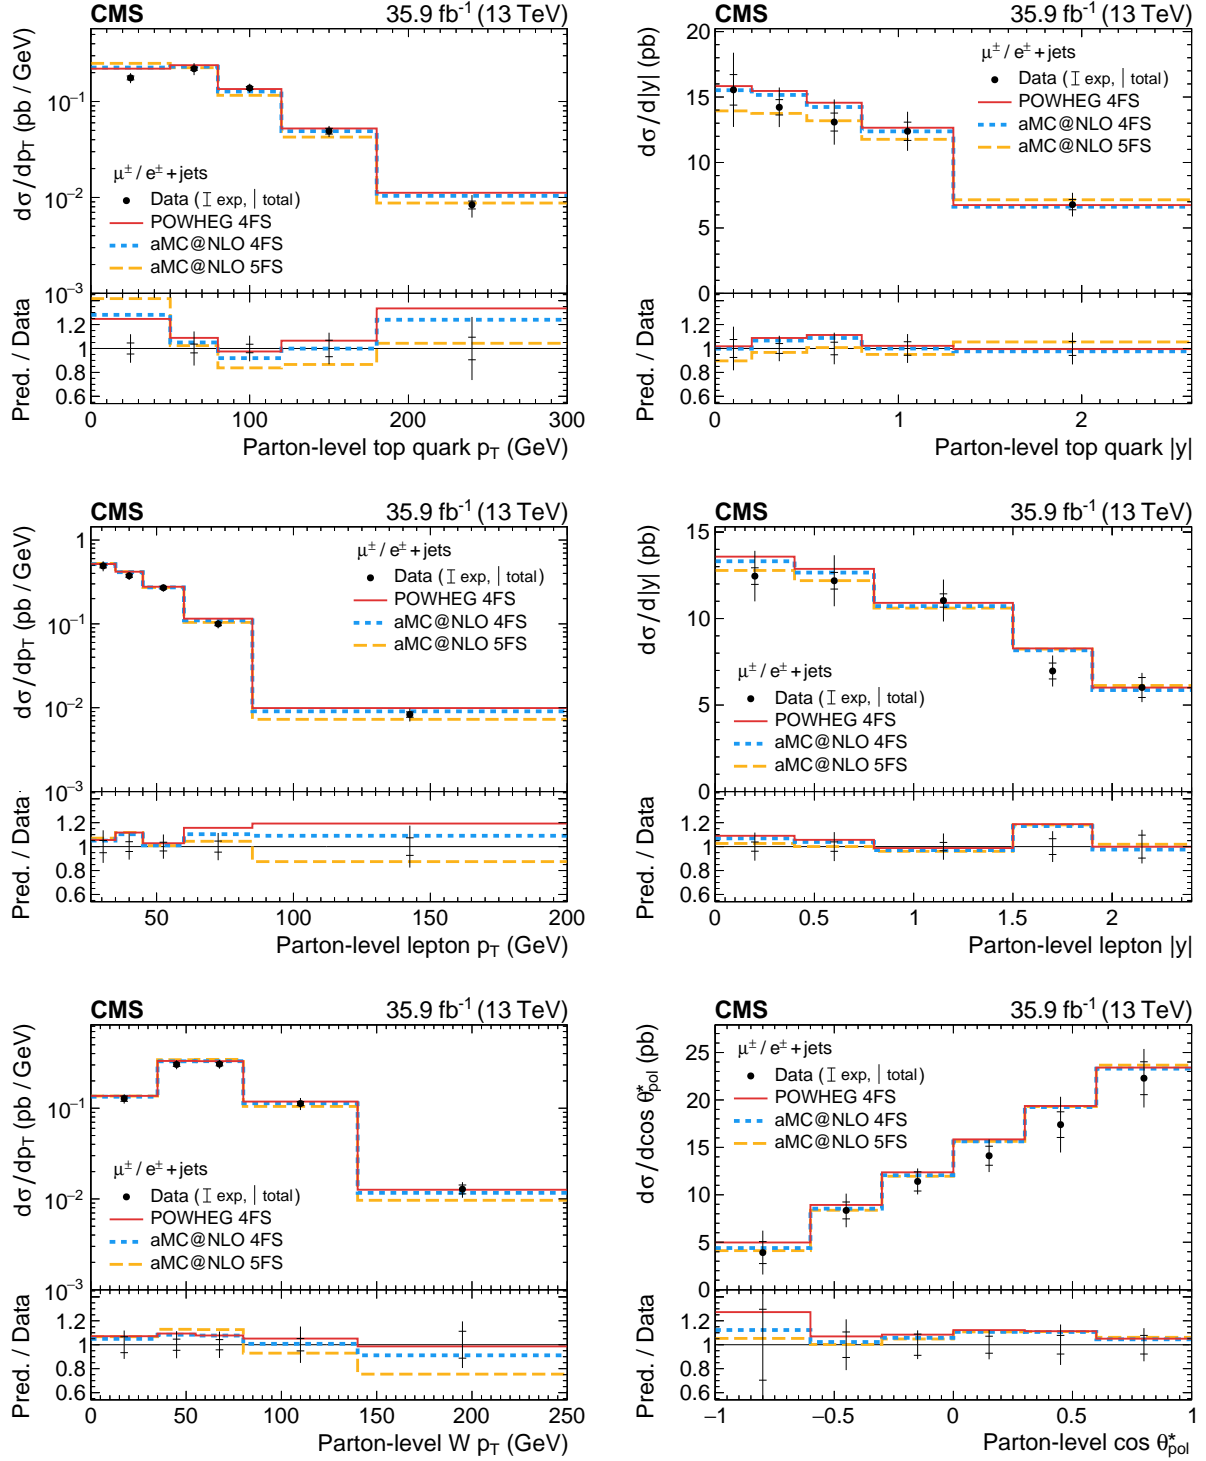 CMS 35.9 fb⁻¹ (13 TeV)
dσ/dp_T (pb / GeV)
10⁻¹
10⁻²
10⁻³
μ± / e± + jets
Data (⌶ exp, | total)
POWHEG 4FS
aMC@NLO 4FS
aMC@NLO 5FS
Pred. / Data
1.2
1
0.8
0.6
0 100 200 300
Parton-level top quark p_T (GeV)
CMS 35.9 fb⁻¹ (13 TeV)
dσ/d|y| (pb)
20
15
10
5
0
μ± / e± + jets
Data (⌶ exp, | total)
POWHEG 4FS
aMC@NLO 4FS
aMC@NLO 5FS
Pred. / Data
1.2
1
0.8
0.6
0 1 2
Parton-level top quark |y|
CMS 35.9 fb⁻¹ (13 TeV)
dσ/dp_T (pb / GeV)
1
10⁻¹
10⁻²
10⁻³
μ± / e± + jets
Data (⌶ exp, | total)
POWHEG 4FS
aMC@NLO 4FS
aMC@NLO 5FS
Pred. / Data
1.2
1
0.8
0.6
50 100 150 200
Parton-level lepton p_T (GeV)
CMS 35.9 fb⁻¹ (13 TeV)
dσ/d|y| (pb)
15
10
5
0
μ± / e± + jets
Data (⌶ exp, | total)
POWHEG 4FS
aMC@NLO 4FS
aMC@NLO 5FS
Pred. / Data
1.2
1
0.8
0.6
0 0.5 1 1.5 2
Parton-level lepton |y|
CMS 35.9 fb⁻¹ (13 TeV)
dσ/dp_T (pb / GeV)
10⁻¹
10⁻²
10⁻³
μ± / e± + jets
Data (⌶ exp, | total)
POWHEG 4FS
aMC@NLO 4FS
aMC@NLO 5FS
Pred. / Data
1.2
1
0.8
0.6
0 50 100 150 200 250
Parton-level W p_T (GeV)
CMS 35.9 fb⁻¹ (13 TeV)
dσ/dcos θ*_pol (pb)
25
20
15
10
5
0
μ± / e± + jets
Data (⌶ exp, | total)
POWHEG 4FS
aMC@NLO 4FS
aMC@NLO 5FS
Pred. / Data
1.2
1
0.8
0.6
−1 −0.5 0 0.5 1
Parton-level cos θ*_pol